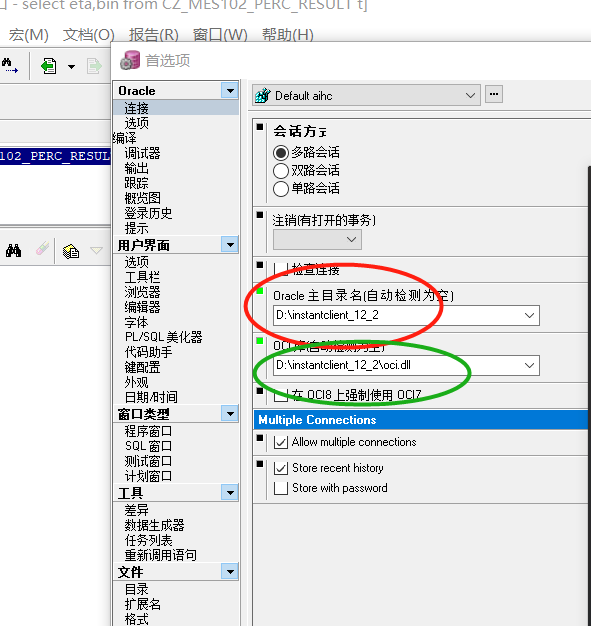 - select eta,bin from CZ_MES102_PERC_RESULT t]
宏(M) 文档(O) 报告(R) 窗口(W) 帮助(H)
首选项
Oracle
连接
选项
编译
调试器
输出
跟踪
概览图
登录历史
提示
用户界面
选项
工具栏
浏览器
编辑器
字体
PL/SQL 美化器
代码助手
键配置
外观
日期/时间
窗口类型
程序窗口
SQL 窗口
测试窗口
计划窗口
工具
差异
数据生成器
任务列表
重新调用语句
文件
目录
扩展名
格式
102_PERC_RESUL
Default aihc
会话方式
多路会话
双路会话
单路会话
注销(有打开的事务)
检查连接
Oracle 主目录名(自动检测为空)
D:\instantclient_12_2
OCI库(自动检测为空)
D:\instantclient_12_2\oci.dll
在 OCI8 上强制使用 OCI7
Multiple Connections
Allow multiple connections
Store recent history
Store with password